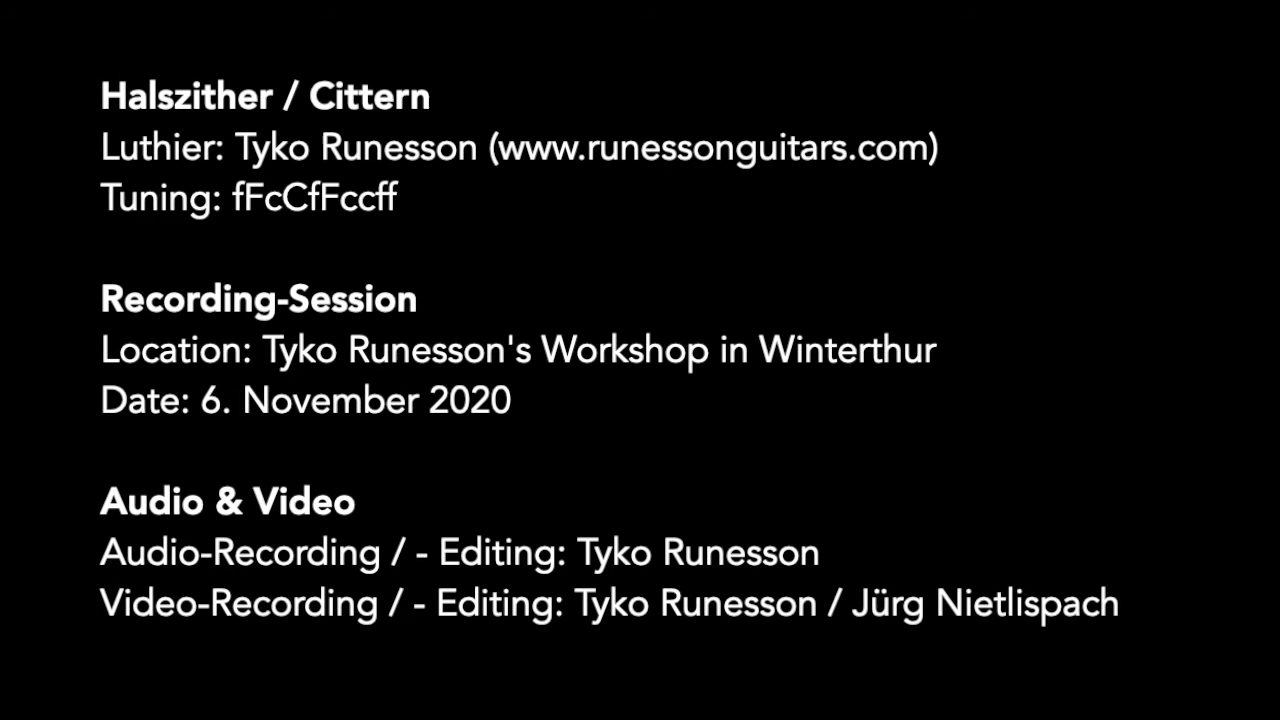 Halszither / Cittern
Luthier: Tyko Runesson (www.runessonguitars.com)
Tuning: fFcCfFccff
Recording-Session
Location: Tyko Runesson's Workshop in Winterthur
Date: 6. November 2020
Audio & Video
Audio-Recording / - Editing: Tyko Runesson
Video-Recording / - Editing: Tyko Runesson / Jürg Nietlispach